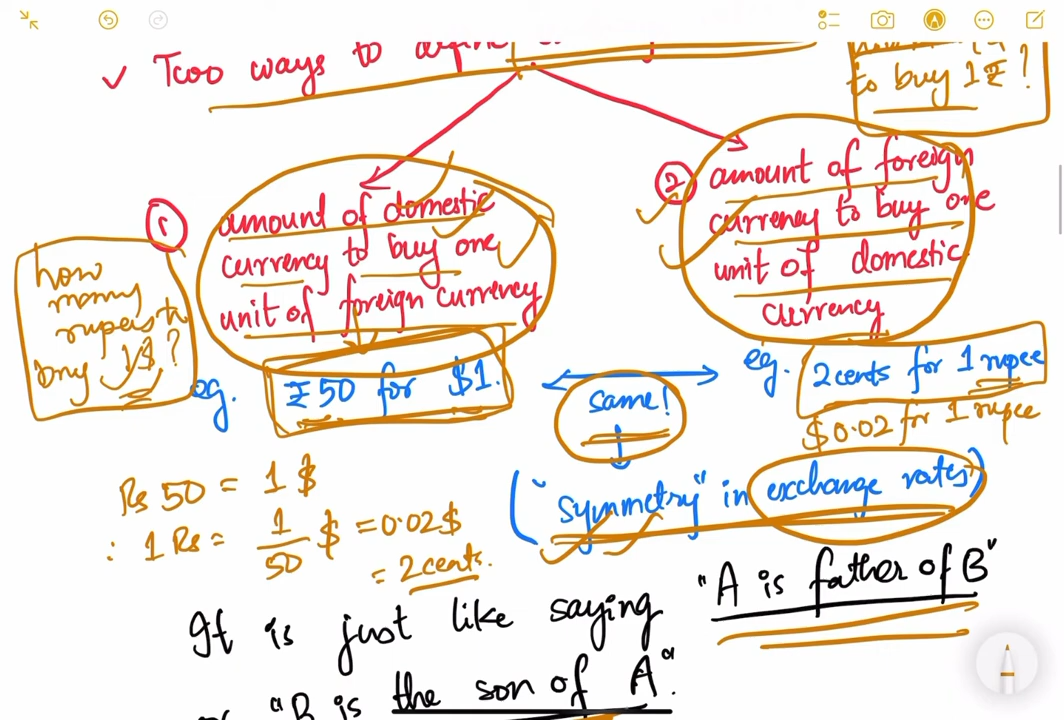 ✓ Two ways to define
to buy 1₹?
①
amount of domestic
currency to buy one
unit of foreign currency
②
amount of foreign
currency to buy one
unit of domestic
currency
how
many
rupees to
buy 1$?
eg.
₹50 for $1.
same!
eg.
2 cents for 1 rupee
$0.02 for 1 rupee
("symmetry" in exchange rates)
Rs 50 = 1 $
∴ 1 Rs = 1/50 $ = 0.02$
= 2 cents.
It is just like saying "A is father of B"
"B is the son of A".